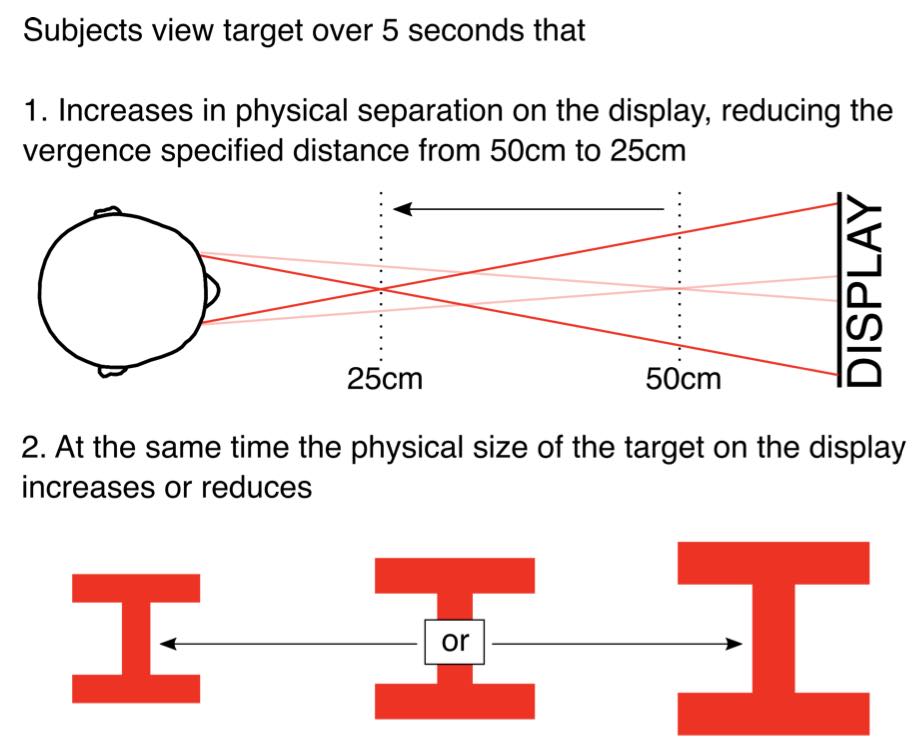 Subjects view target over 5 seconds that
1. Increases in physical separation on the display, reducing the
vergence specified distance from 50cm to 25cm
DISPLAY
25cm
50cm
2. At the same time the physical size of the target on the display
increases or reduces
or